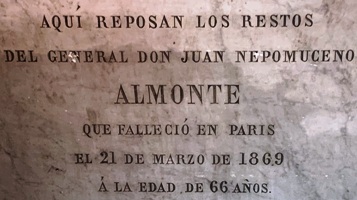 AQUÍ REPOSAN LOS RESTOS
DEL GENERAL DON JUAN NEPOMUCENO
ALMONTE
QUE FALLECIÓ EN PARIS
EL 21 DE MARZO DE 1869
Á LA EDAD DE 66 AÑOS.